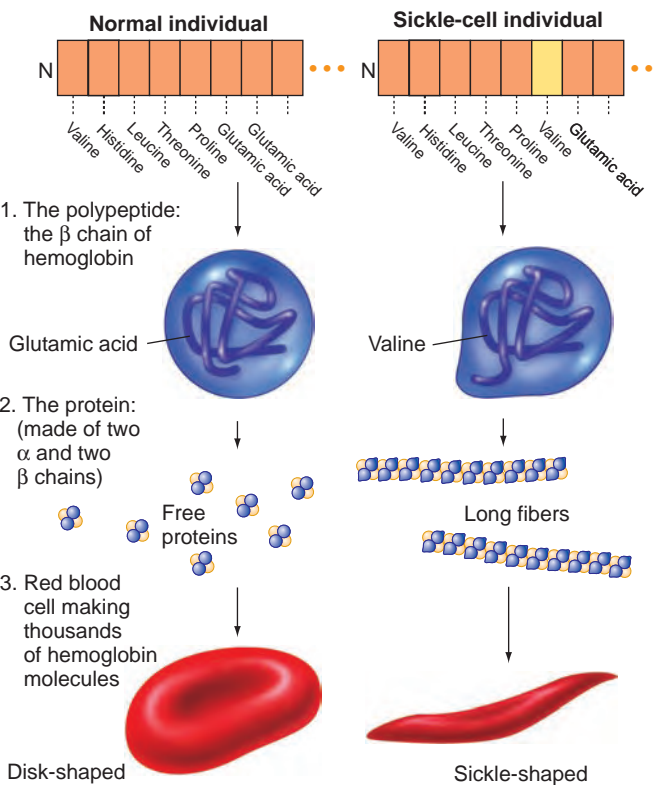 Normal individual
Sickle-cell individual
N
Valine
Histidine
Leucine
Threonine
Proline
Glutamic acid
Glutamic acid
N
Valine
Histidine
Leucine
Threonine
Proline
Valine
Glutamic acid
1. The polypeptide:
the β chain of
hemoglobin
Glutamic acid
Valine
2. The protein:
(made of two
α and two
β chains)
Free
proteins
Long fibers
3. Red blood
cell making
thousands
of hemoglobin
molecules
Disk-shaped
Sickle-shaped